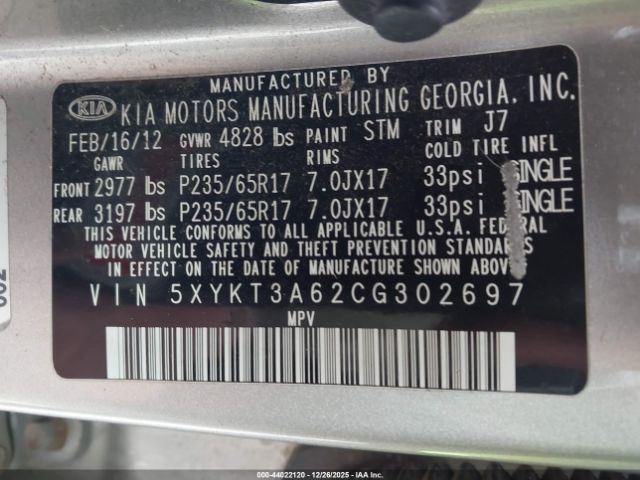 MANUFACTURED BY
KIA KIA MOTORS MANUFACTURING GEORGIA, INC.
FEB/16/12 GVWR 4828 lbs PAINT STM TRIM J7
GAWR TIRES RIMS COLD TIRE INFL
FRONT 2977 lbs P235/65R17 7.0JX17 33psi SINGLE
REAR 3197 lbs P235/65R17 7.0JX17 33psi SINGLE
THIS VEHICLE CONFORMS TO ALL APPLICABLE U.S.A. FEDERAL
MOTOR VEHICLE SAFETY AND THEFT PREVENTION STANDARDS
IN EFFECT ON THE DATE OF MANUFACTURE SHOWN ABOVE
VIN 5XYKT3A62CG302697
MPV
000-44022120 | 12/26/2025 | IAA Inc.